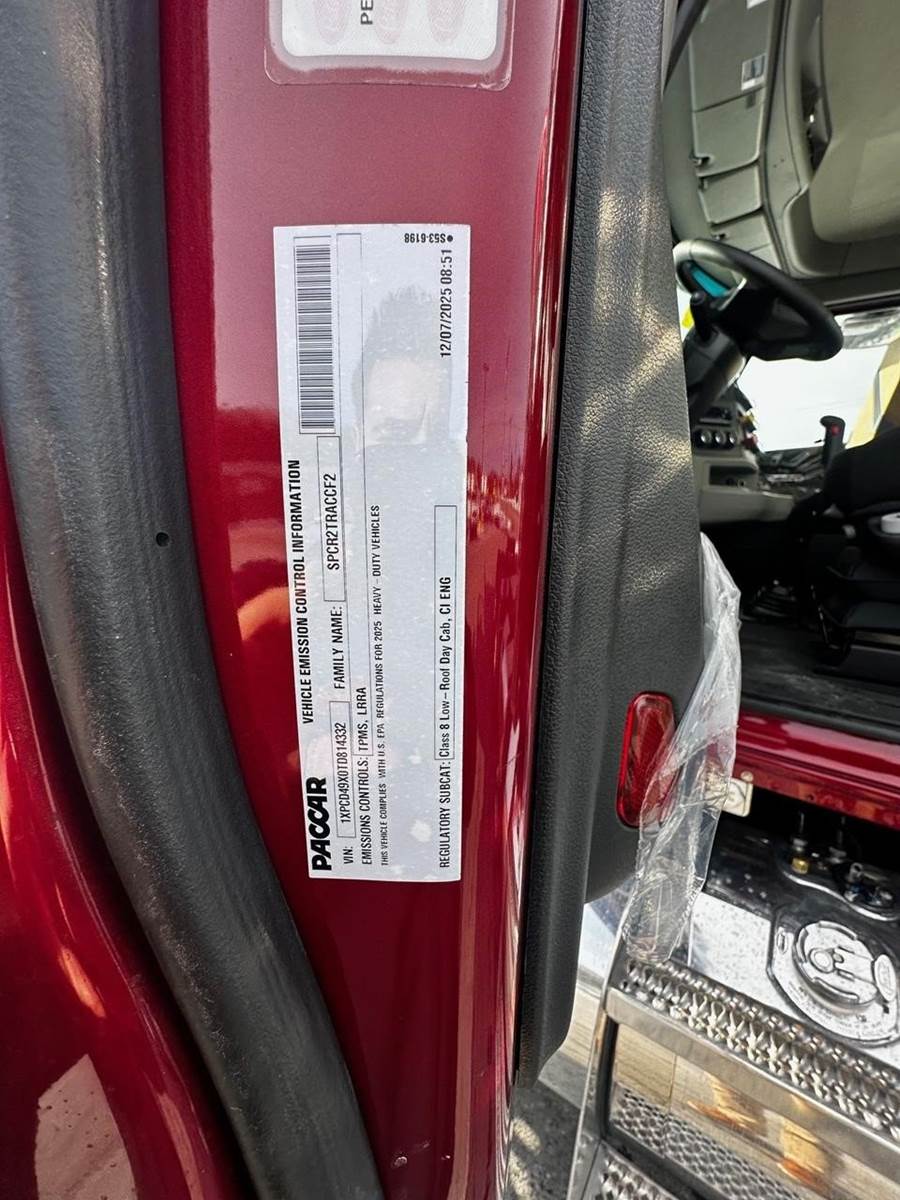 PE
VEHICLE EMISSION CONTROL INFORMATION
PACCAR
VIN: 1XPCD49X0TD814332 FAMILY NAME: SPCR2TRACCF2
EMISSIONS CONTROLS: TPMS, LRRA
THIS VEHICLE COMPLIES WITH U.S. EPA REGULATIONS FOR 2025 HEAVY-DUTY VEHICLES
REGULATORY SUBCAT: Class 8 Low-Roof Day Cab, CI ENG
12/07/2025 08:51
●S53-6198